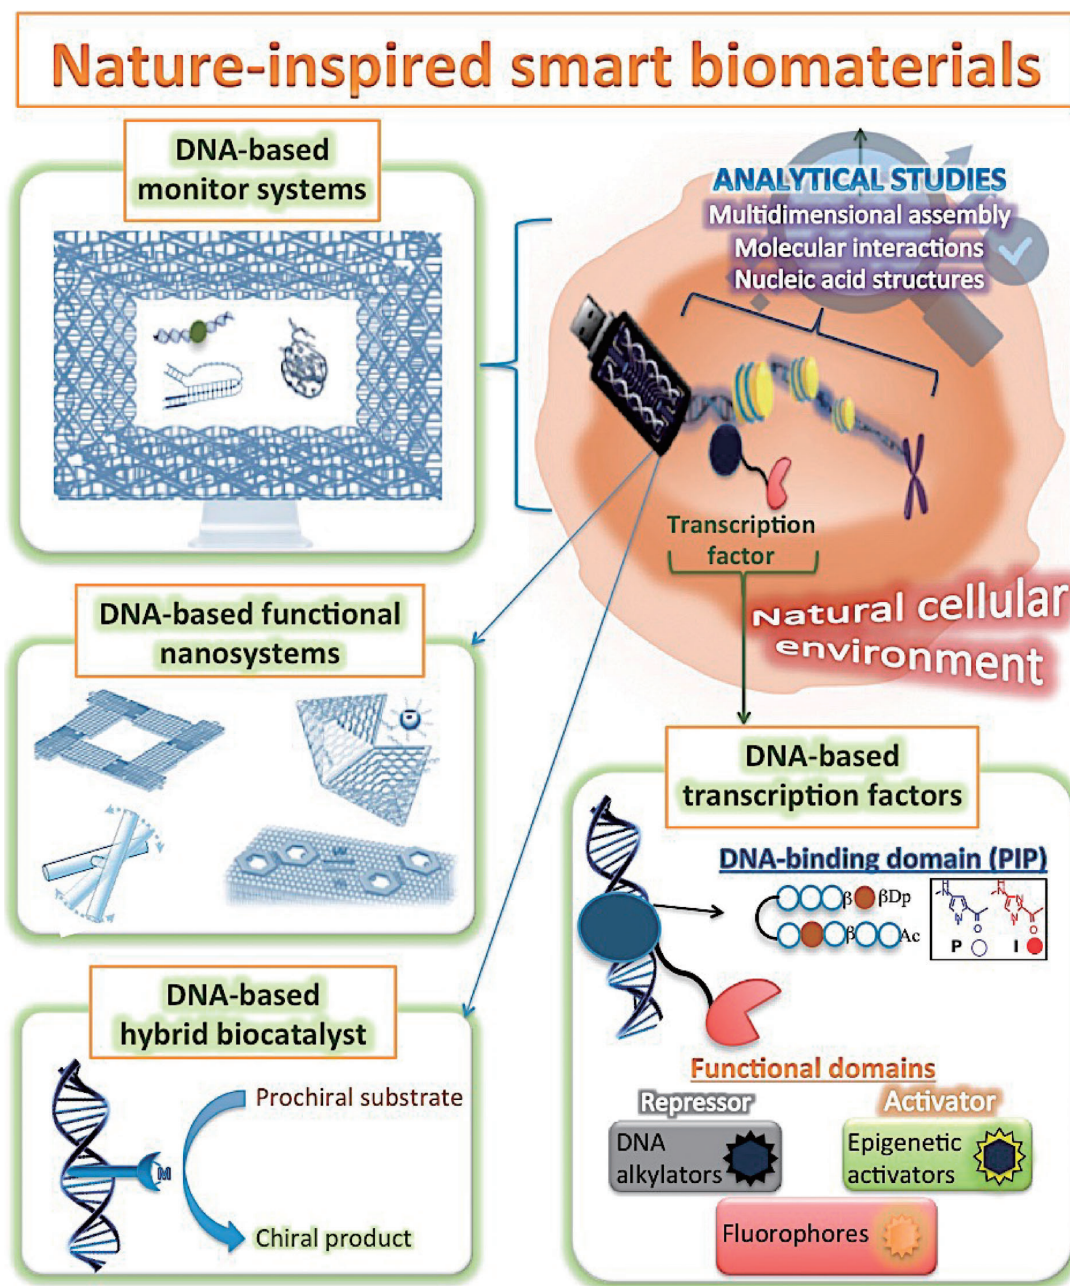 Nature-inspired smart biomaterials
DNA-based
monitor systems
ANALYTICAL STUDIES
Multidimensional assembly
Molecular interactions
Nucleic acid structures
Transcription
factor
Natural cellular
environment
DNA-based functional
nanosystems
DNA-based
transcription factors
DNA-binding domain (PIP)
β βDp
β Ac
P I
DNA-based
hybrid biocatalyst
Prochiral substrate
M
Chiral product
Functional domains
Repressor Activator
DNA
alkylators
Epigenetic
activators
Fluorophores